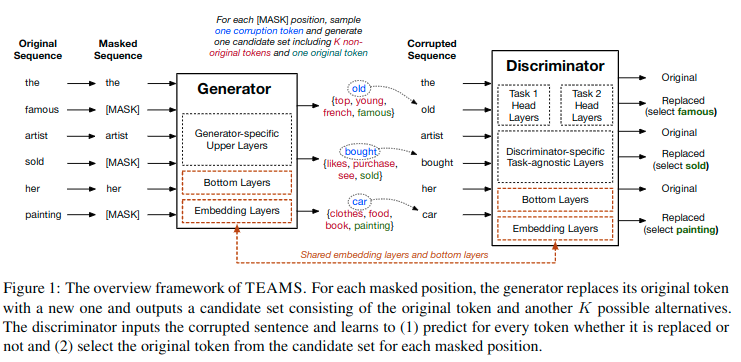 For each [MASK] position, sample
one corruption token and generate
one candidate set including K non-
original tokens and one original token
Original
Sequence
Masked
Sequence
Corrupted
Sequence
Generator
Discriminator
the
the
the
Original
famous
[MASK]
old
{top, young,
french, famous}
old
Replaced
(select famous)
artist
artist
artist
Original
sold
[MASK]
bought
{likes, purchase,
see, sold}
bought
Replaced
(select sold)
her
her
her
Original
painting
[MASK]
car
{clothes, food,
book, painting}
car
Replaced
(select painting)
Generator-specific
Upper Layers
Bottom Layers
Embedding Layers
Task 1
Head
Layers
Task 2
Head
Layers
Discriminator-specific
Task-agnostic Layers
Bottom Layers
Embedding Layers
Shared embedding layers and bottom layers
Figure 1: The overview framework of TEAMS. For each masked position, the generator replaces its original token
with a new one and outputs a candidate set consisting of the original token and another K possible alternatives.
The discriminator inputs the corrupted sentence and learns to (1) predict for every token whether it is replaced or
not and (2) select the original token from the candidate set for each masked position.